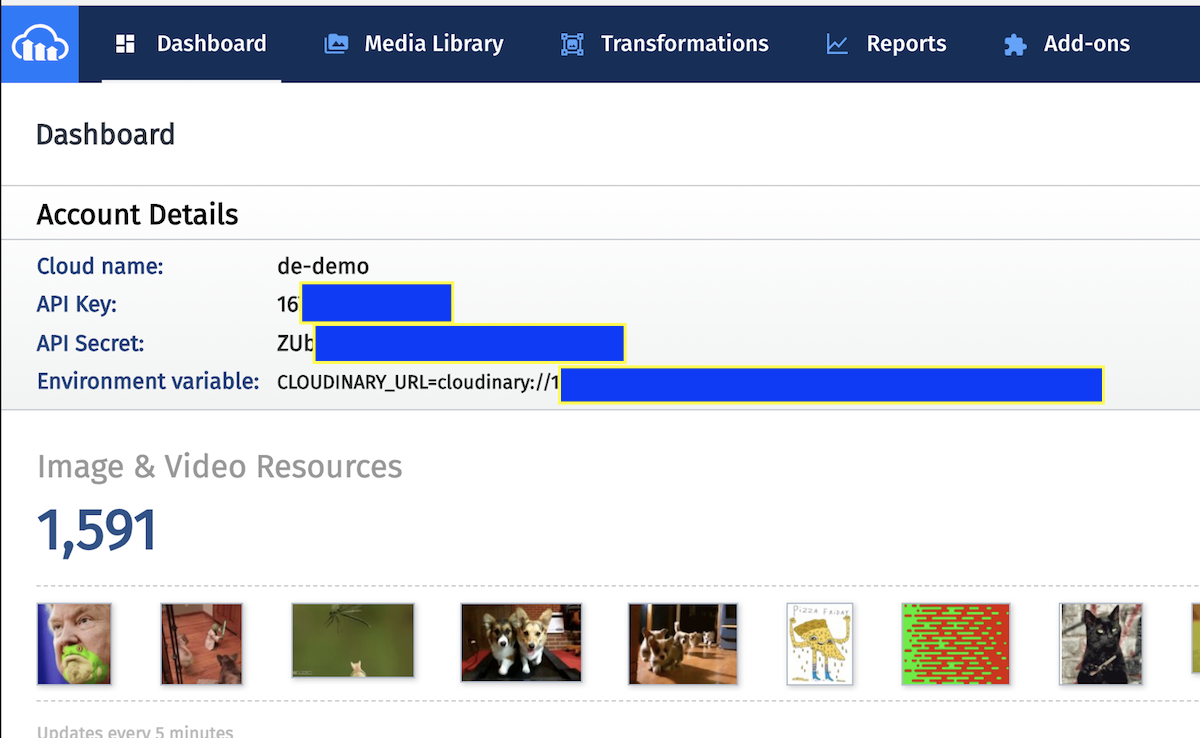 Dashboard Media Library Transformations Reports Add-ons
Dashboard
Account Details
Cloud name: de-demo
API Key: 16
API Secret: ZUb
Environment variable: CLOUDINARY_URL=cloudinary://1
Image & Video Resources
1,591
PIZZA FRIDAY
Updates every 5 minutes